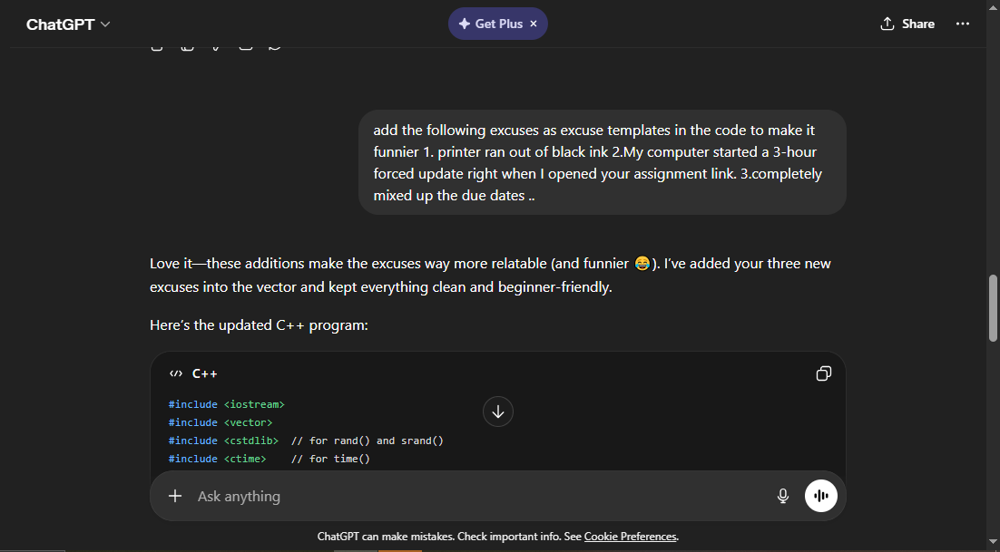 ChatGPT
Get Plus ×
Share
add the following excuses as excuse templates in the code to make it
funnier 1. printer ran out of black ink 2.My computer started a 3-hour
forced update right when I opened your assignment link. 3.completely
mixed up the due dates ..
Love it—these additions make the excuses way more relatable (and funnier 😂). I’ve added your three new
excuses into the vector and kept everything clean and beginner-friendly.
Here’s the updated C++ program:
C++
#include <iostream>
#include <vector>
#include <cstdlib>  // for rand() and srand()
#include <ctime>    // for time()
Ask anything
ChatGPT can make mistakes. Check important info. See Cookie Preferences.